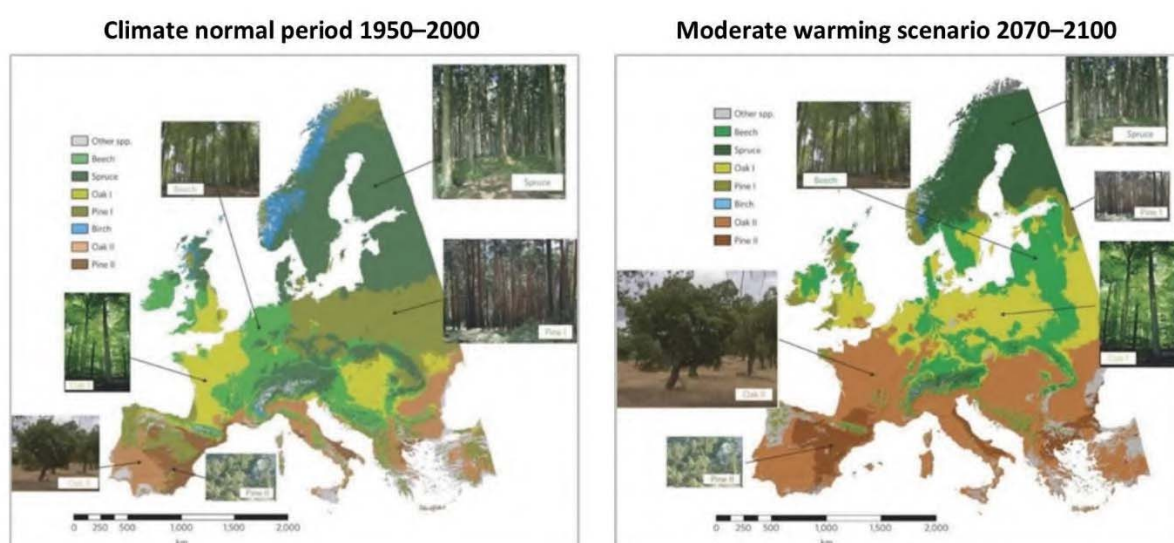 Climate normal period 1950–2000
Other spp.
Beech
Spruce
Oak I
Pine I
Birch
Oak II
Pine II
Beech
Spruce
Pine I
Oak I
Oak II
Pine II
0 250 500 1,000 1,500 2,000
km
Moderate warming scenario 2070–2100
Other spp.
Beech
Spruce
Oak I
Pine I
Birch
Oak II
Pine II
Beech
Spruce
Pine I
Oak I
Oak II
Pine II
0 250 500 1,000 1,500 2,000
km